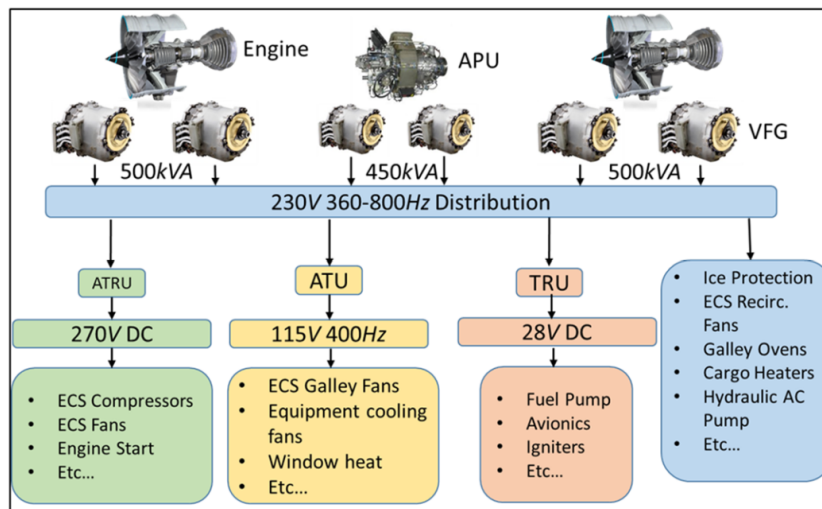 Engine
APU
VFG
500kVA
450kVA
500kVA
230V 360-800Hz Distribution
ATRU
ATU
TRU
270V DC
115V 400Hz
28V DC
• ECS Compressors
• ECS Fans
• Engine Start
• Etc...
• ECS Galley Fans
• Equipment cooling
fans
• Window heat
• Etc...
• Fuel Pump
• Avionics
• Igniters
• Etc...
• Ice Protection
• ECS Recirc.
Fans
• Galley Ovens
• Cargo Heaters
• Hydraulic AC
Pump
• Etc...